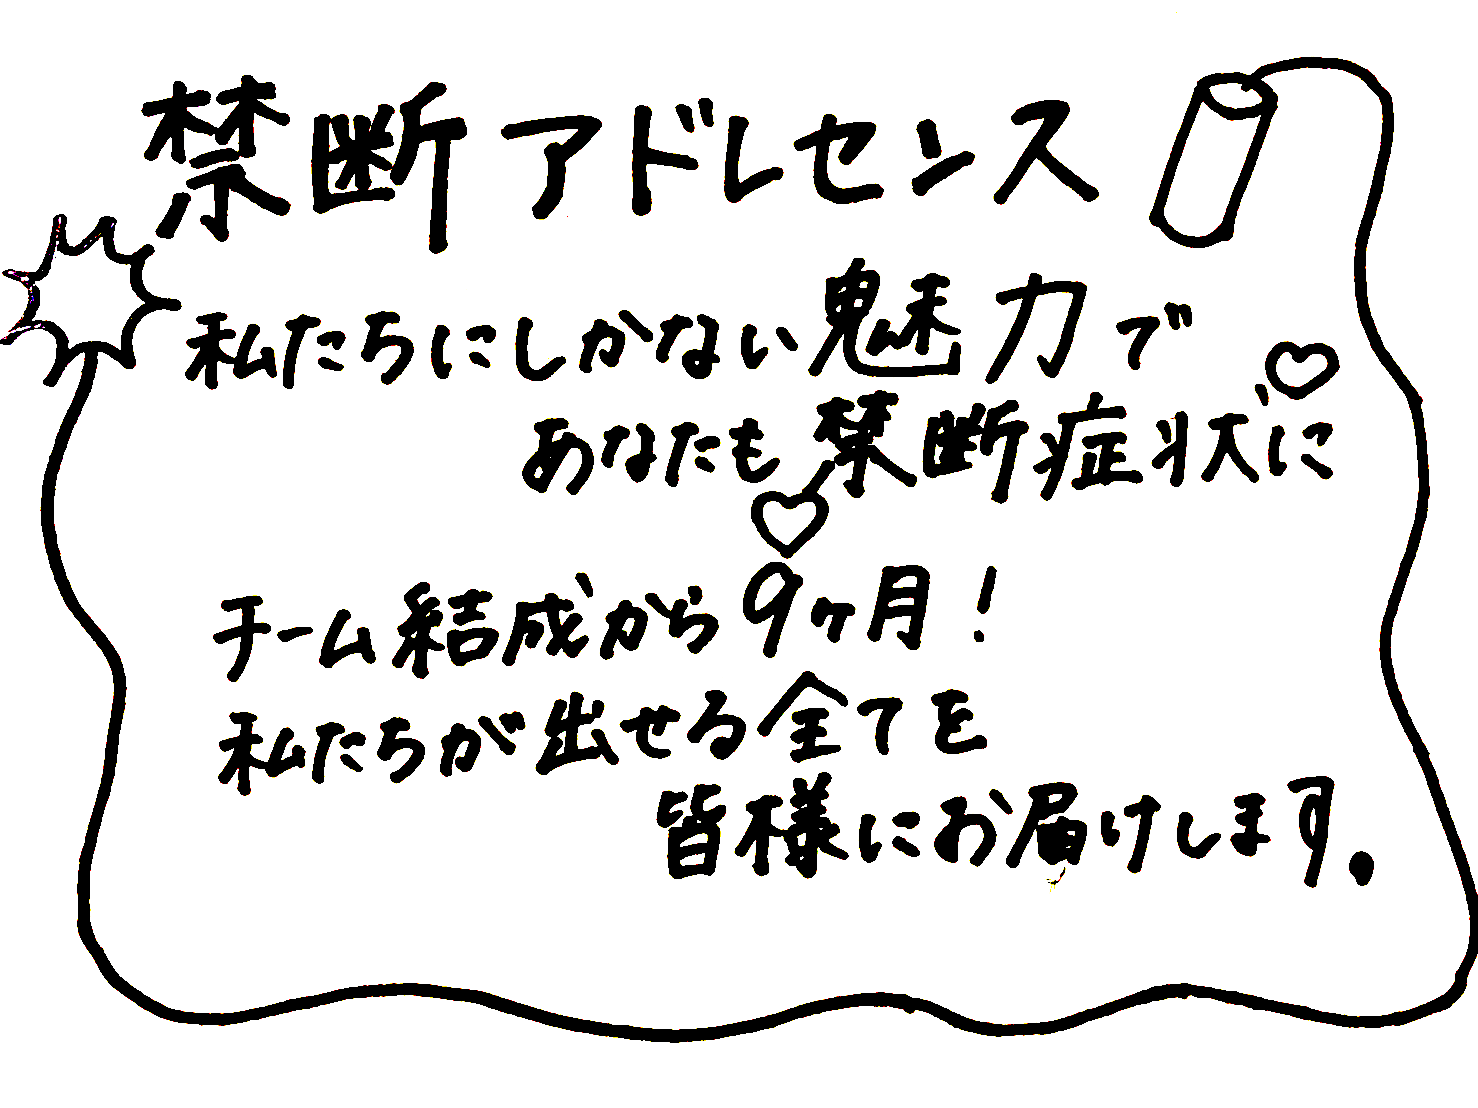 禁断アドレセンス
私たちにしかない魅力で
あなたも禁断症状に♡
チーム結成から9ヶ月!
私たちが出せる全てを
皆様にお届けします。